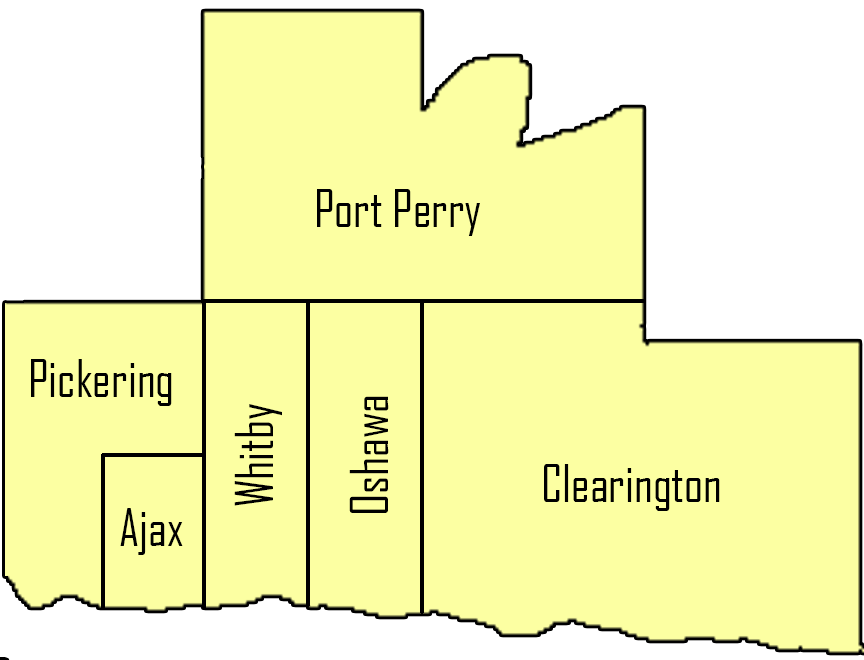 Port Perry
Pickering
Ajax
Whitby
Oshawa
Clearington